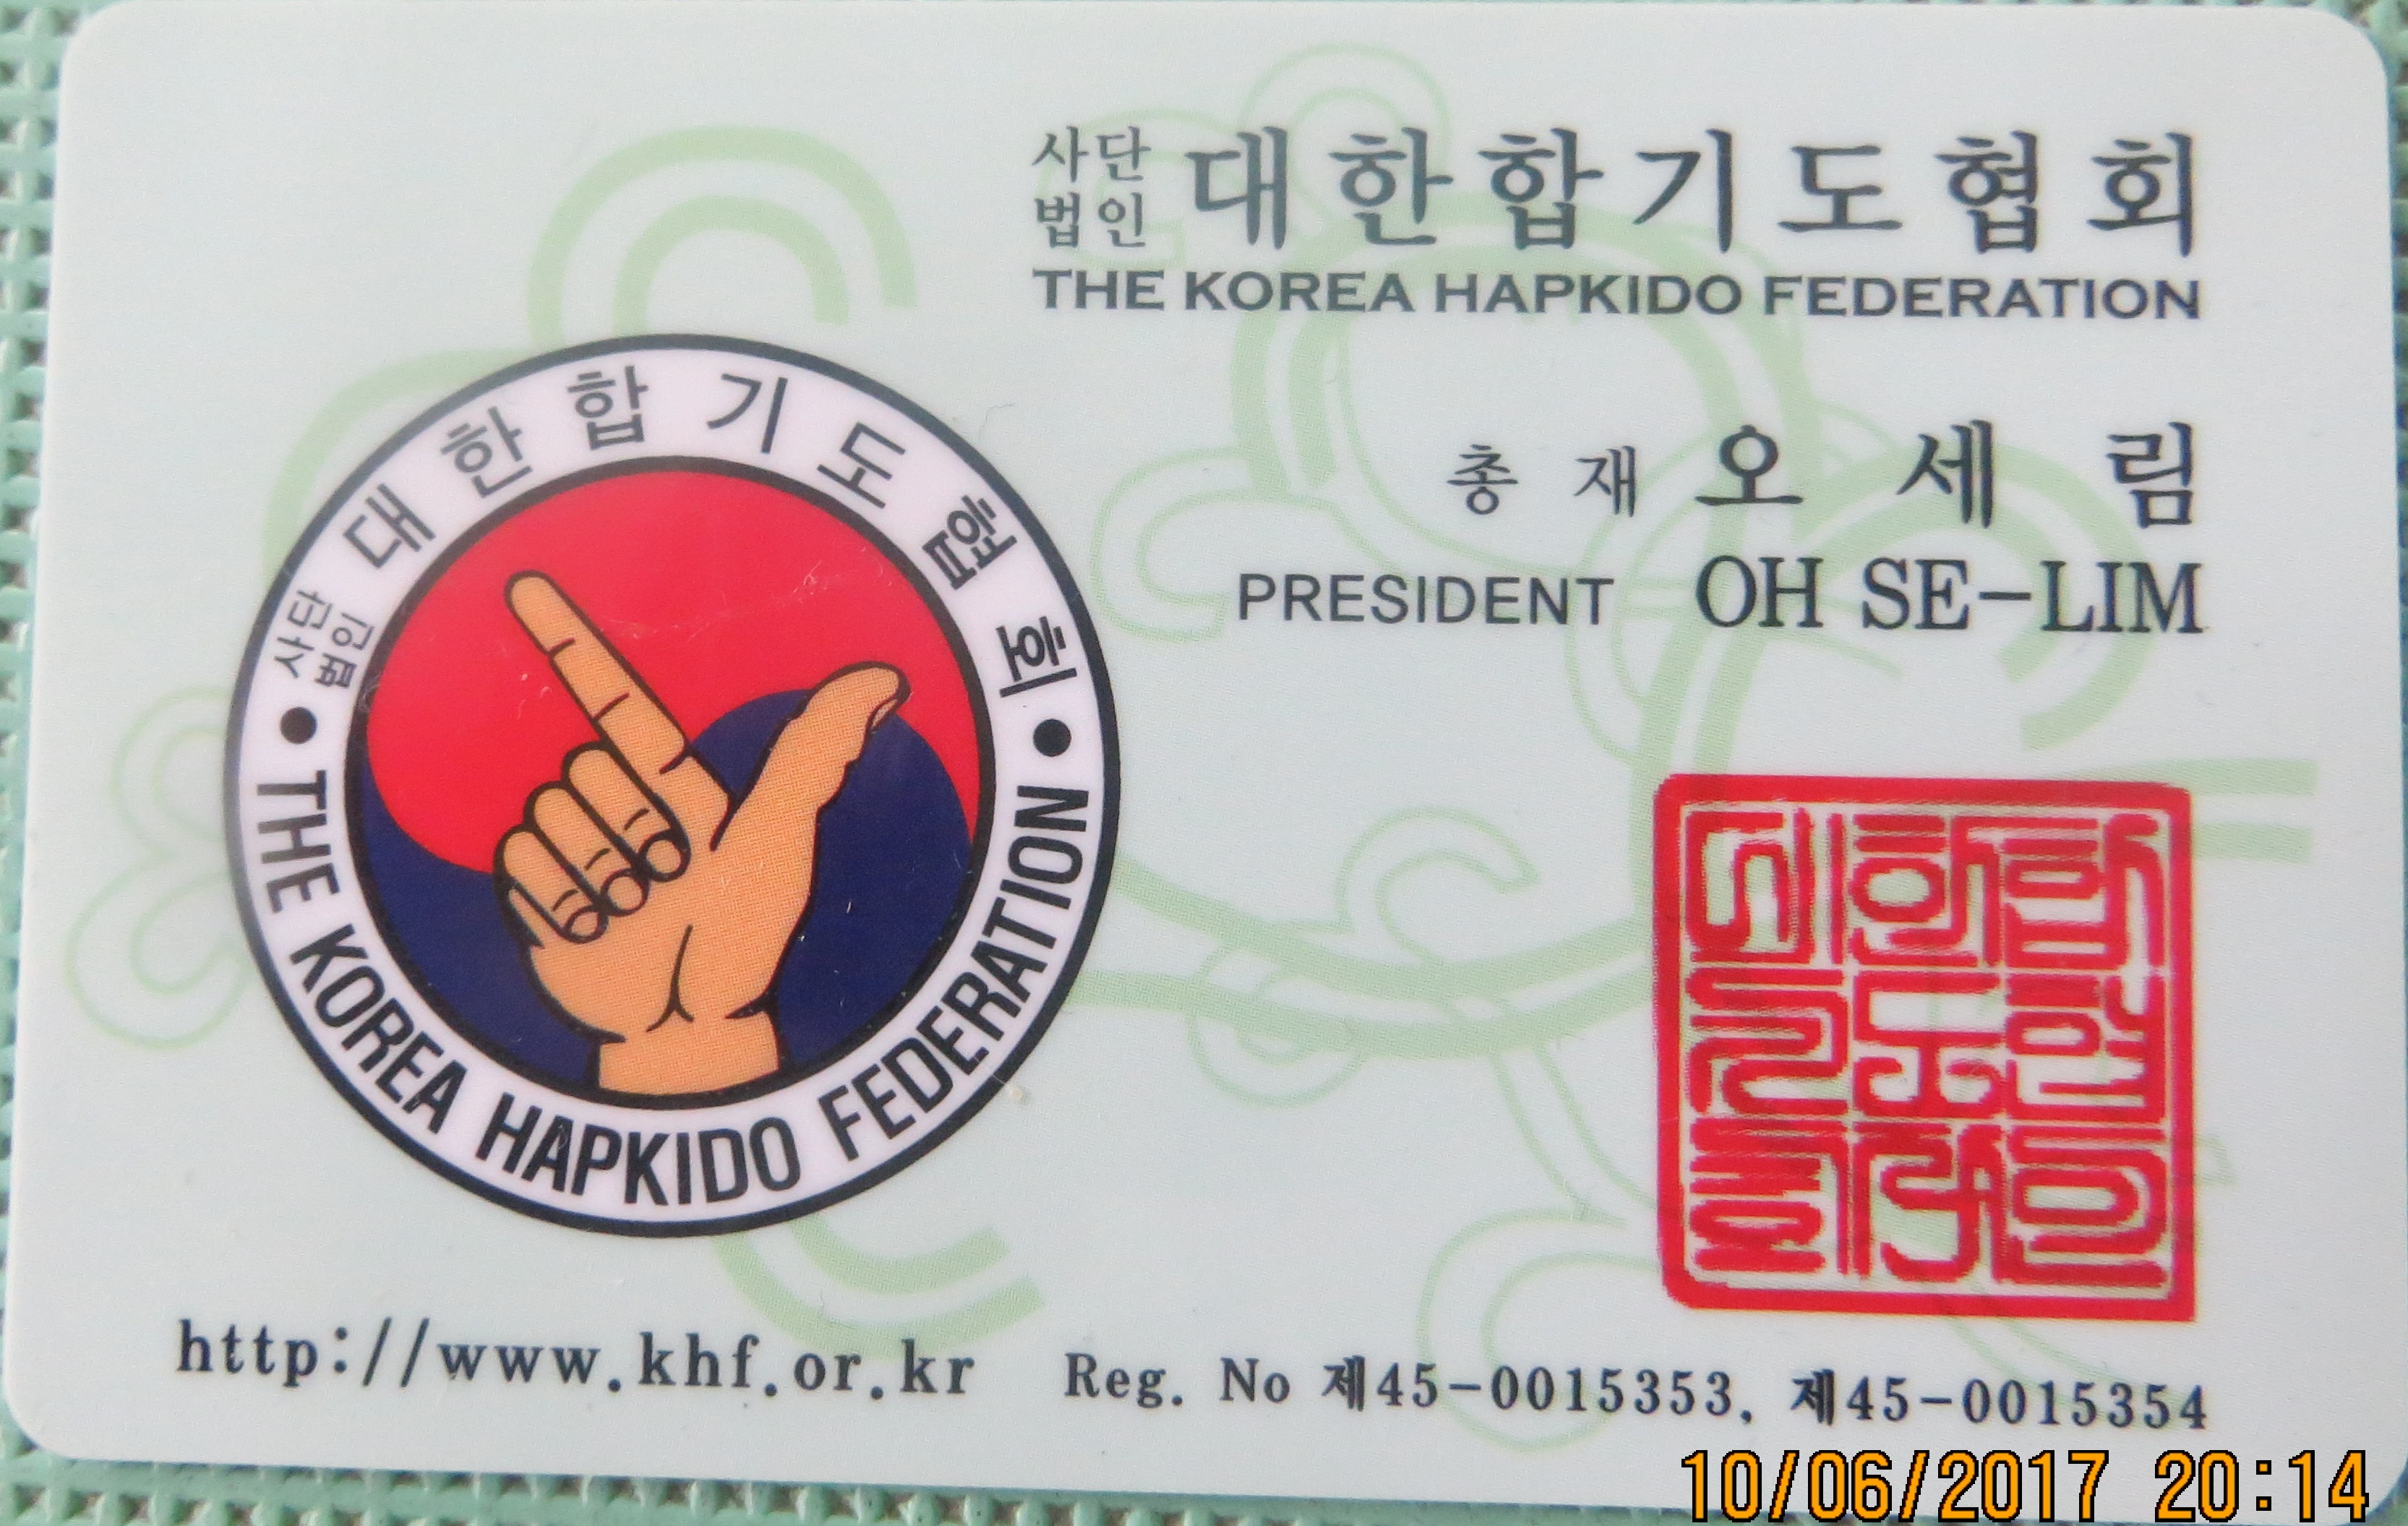 사단
법인 대한합기도협회
THE KOREA HAPKIDO FEDERATION
총 재 오 세 림
PRESIDENT OH SE-LIM
사단
법인 대한합기도협회
THE KOREA HAPKIDO FEDERATION
http://www.khf.or.kr Reg. No 제45-0015353, 제45-0015354
10/06/2017 20:14